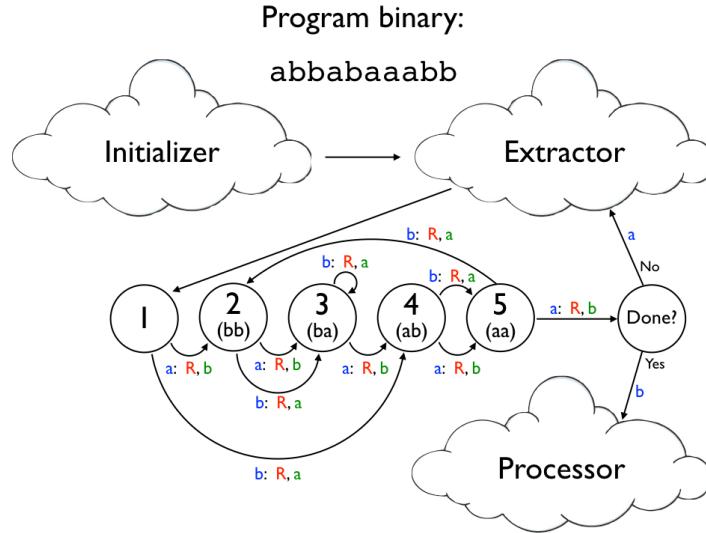 Program binary:
abbabaaabb
Initializer
Extractor
b: R, a
a
b: R, a
b: R, a
No
1
2
(bb)
3
(ba)
4
(ab)
5
(aa)
a: R, b
Done?
a: R, b
a: R, b
a: R, b
a: R, b
Yes
b: R, a
b
Processor
b: R, a